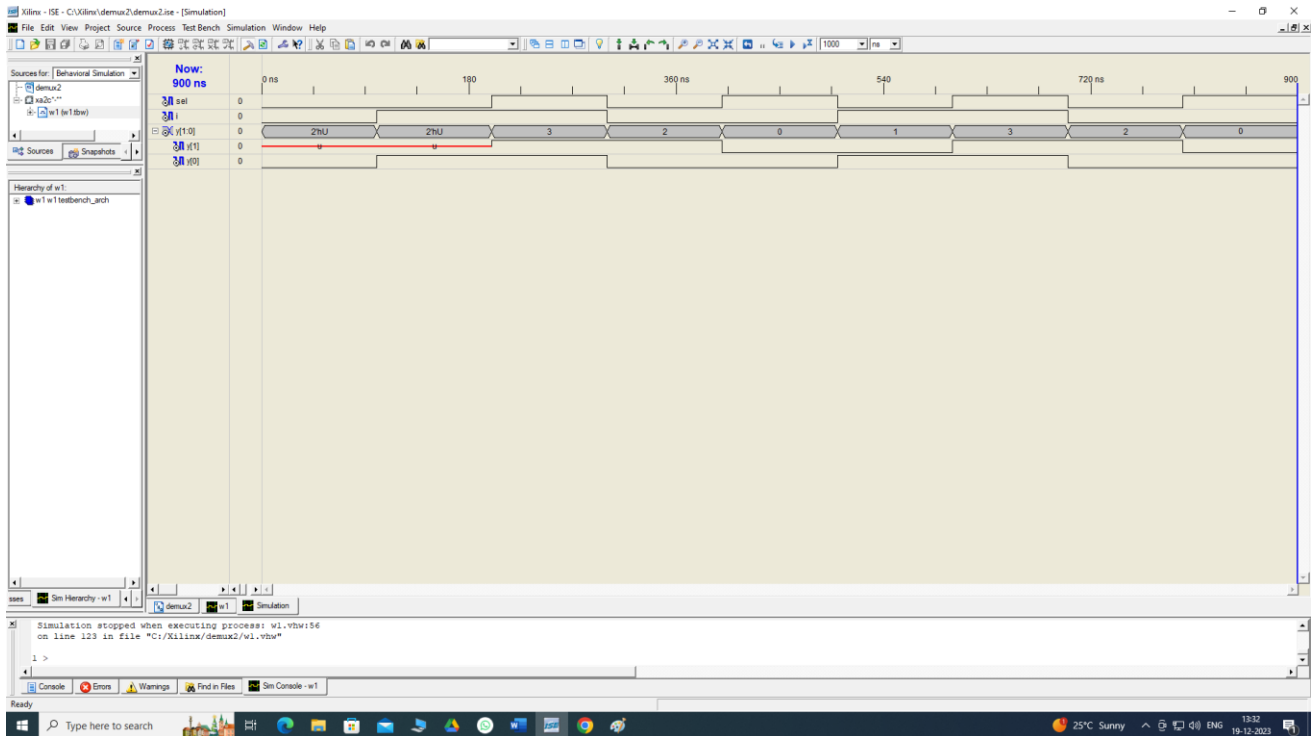 Xilinx - ISE - C:\Xilinx\demux2\demux2.ise - [Simulation]
File Edit View Project Source Process Test Bench Simulation Window Help
1000 ns
Sources for: Behavioral Simulation
demux2
xa2c*-**
w1 (w1.tbw)
Sources Snapshots
Hierarchy of w1:
w1 w1 testbench_arch
Now:
900 ns
0 ns 180 360 ns 540 720 ns 900
sel 0
i 0
y[1:0] 0 2'hU 2'hU 3 2 0 1 3 2 0
y[1] 0 U U
y[0] 0
sses Sim Hierarchy - w1
demux2 w1 Simulation
Simulation stopped when executing process: w1.vhw:56
on line 123 in file "C:/Xilinx/demux2/w1.vhw"
1 >
Console Errors Warnings Find in Files Sim Console - w1
Ready
Type here to search
25°C Sunny ENG 13:32
19-12-2023